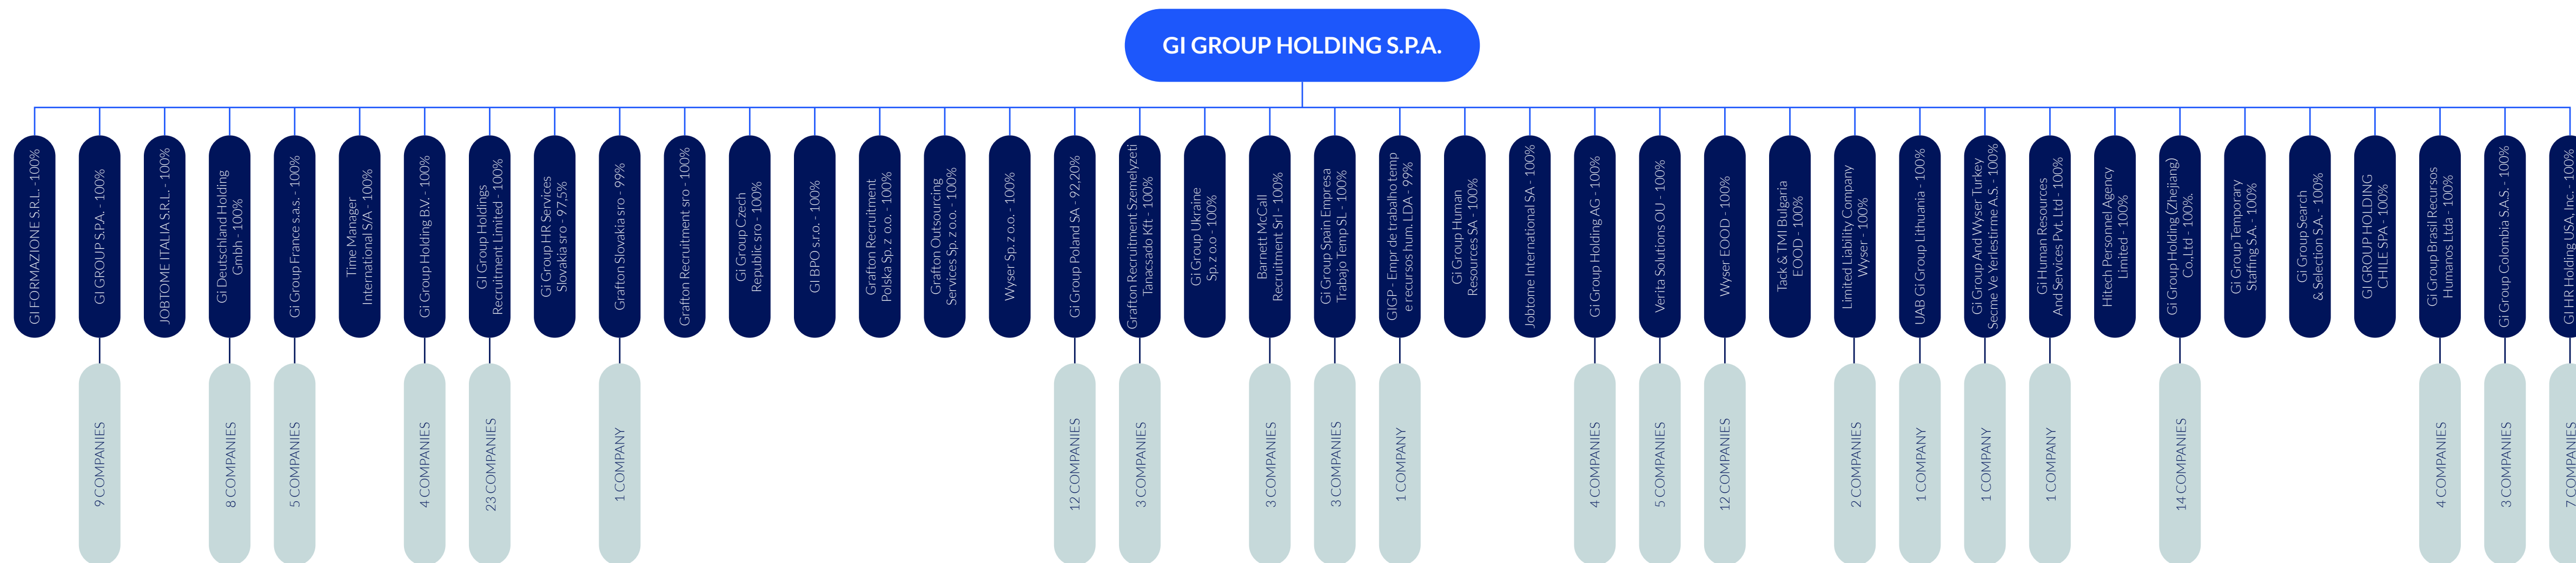 GI GROUP HOLDING S.P.A.
GI FORMAZIONE S.R.L. -100%
GI GROUP S.P.A. - 100%
JOBTOME ITALIA S.R.L. - 100%
Gi Deutschland Holding
Gmbh - 100%
Gi Group France s.a.s. - 100%
Time Manager
International S/A - 100%
Gi Group Holding B.V. - 100%
GI Group Holdings
Recruitment Limited - 100%
Gi Group HR Services
Slovakia sro - 97,5%
Grafton Slovakia sro - 99%
Grafton Recruitment sro - 100%
Gi Group Czech
Republic sro - 100%
GI BPO s.r.o. - 100%
Grafton Recruitment
Polska Sp. z o.o. - 100%
Grafton Outsourcing
Services Sp. z o.o. - 100%
Wyser Sp. z o.o. - 100%
Gi Group Poland SA - 92,20%
Grafton Recruitment Szemelyzeti
Tanacsado Kft - 100%
Gi Group Ukraine
Sp. z o.o - 100%
Barnett McCall
Recruitment Srl - 100%
Gi Group Spain Empresa
Trabajo Temp SL - 100%
GIGP - Empr de trabalho temp
e recursos hum. LDA - 99%
Gi Group Human
Resources SA - 100%
Jobtome International SA - 100%
Gi Group Holding AG - 100%
Verita Solutions OU - 100%
Wyser EOOD - 100%
Tack & TMI Bulgaria
EOOD - 100%
Limited Liability Company
Wyser - 100%
UAB Gi Group Lithuania - 100%
Gi Group And Wyser Turkey
Secme Ve Yerlestirme A.S. - 100%
Gi Human Resources
And Services Pvt. Ltd - 100%
Hitech Personnel Agency
Limited - 100%
Gi Group Holding (Zhejiang)
Co.,Ltd - 100%.
Gi Group Temporary
Staffing S.A. - 100%
Gi Group Search
& Selection S.A. - 100%
GI GROUP HOLDING
CHILE SPA - 100%
Gi Group Brasil Recursos
Humanos Ltda - 100%
Gi Group Colombia S.A.S. - 100%
GI HR Holding USA, Inc. - 100%
9 COMPANIES
8 COMPANIES
5 COMPANIES
4 COMPANIES
23 COMPANIES
1 COMPANY
12 COMPANIES
3 COMPANIES
3 COMPANIES
3 COMPANIES
1 COMPANY
4 COMPANIES
5 COMPANIES
12 COMPANIES
2 COMPANIES
1 COMPANY
1 COMPANY
1 COMPANY
14 COMPANIES
4 COMPANIES
3 COMPANIES
7 COMPANIES